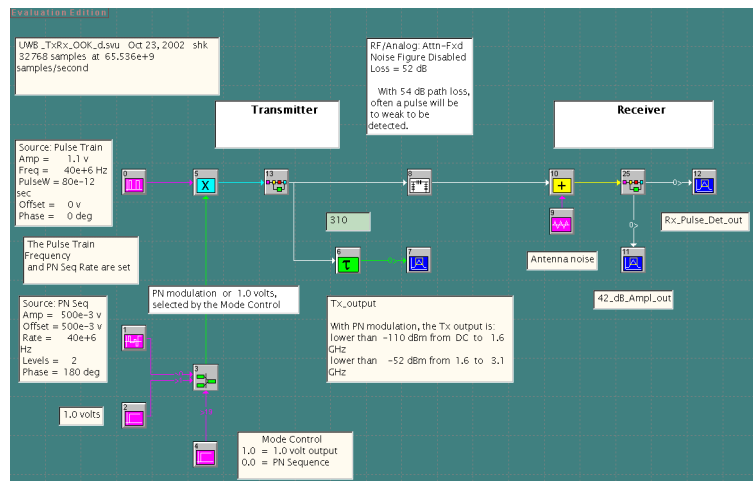 Evaluation Edition
UWB_TxRx_OOK_d.svu Oct 23, 2002 shk
32768 samples at 65.536e+9
samples/second
RF/Analog: Attn-Fxd
Noise Figure Disabled
Loss = 52 dB
With 54 dB path loss,
often a pulse will be
to weak to be
detected.
Transmitter
Receiver
Source: Pulse Train
Amp = 1.1 v
Freq = 40e+6 Hz
PulseW = 80e-12
sec
Offset = 0 v
Phase = 0 deg
0
5
X
13
8
10
+
25
0
12
9
310
Rx_Pulse_Det_out
The Pulse Train
Frequency
and PN Seq Rate are set
6
τ
0
7
Antenna noise
0
11
42_dB_Ampl_out
PN modulation or 1.0 volts,
selected by the Mode Control
Source: PN Seq
Amp = 500e-3 v
Offset = 500e-3 v
Rate = 40e+6
Hz
Levels = 2
Phase = 180 deg
Tx_output
With PN modulation, the Tx output is:
lower than -110 dBm from DC to 1.6
GHz
lower than -52 dBm from 1.6 to 3.1
GHz
1
3
1.0 volts
2
4
Mode Control
1.0 = 1.0 volt output
0.0 = PN Sequence